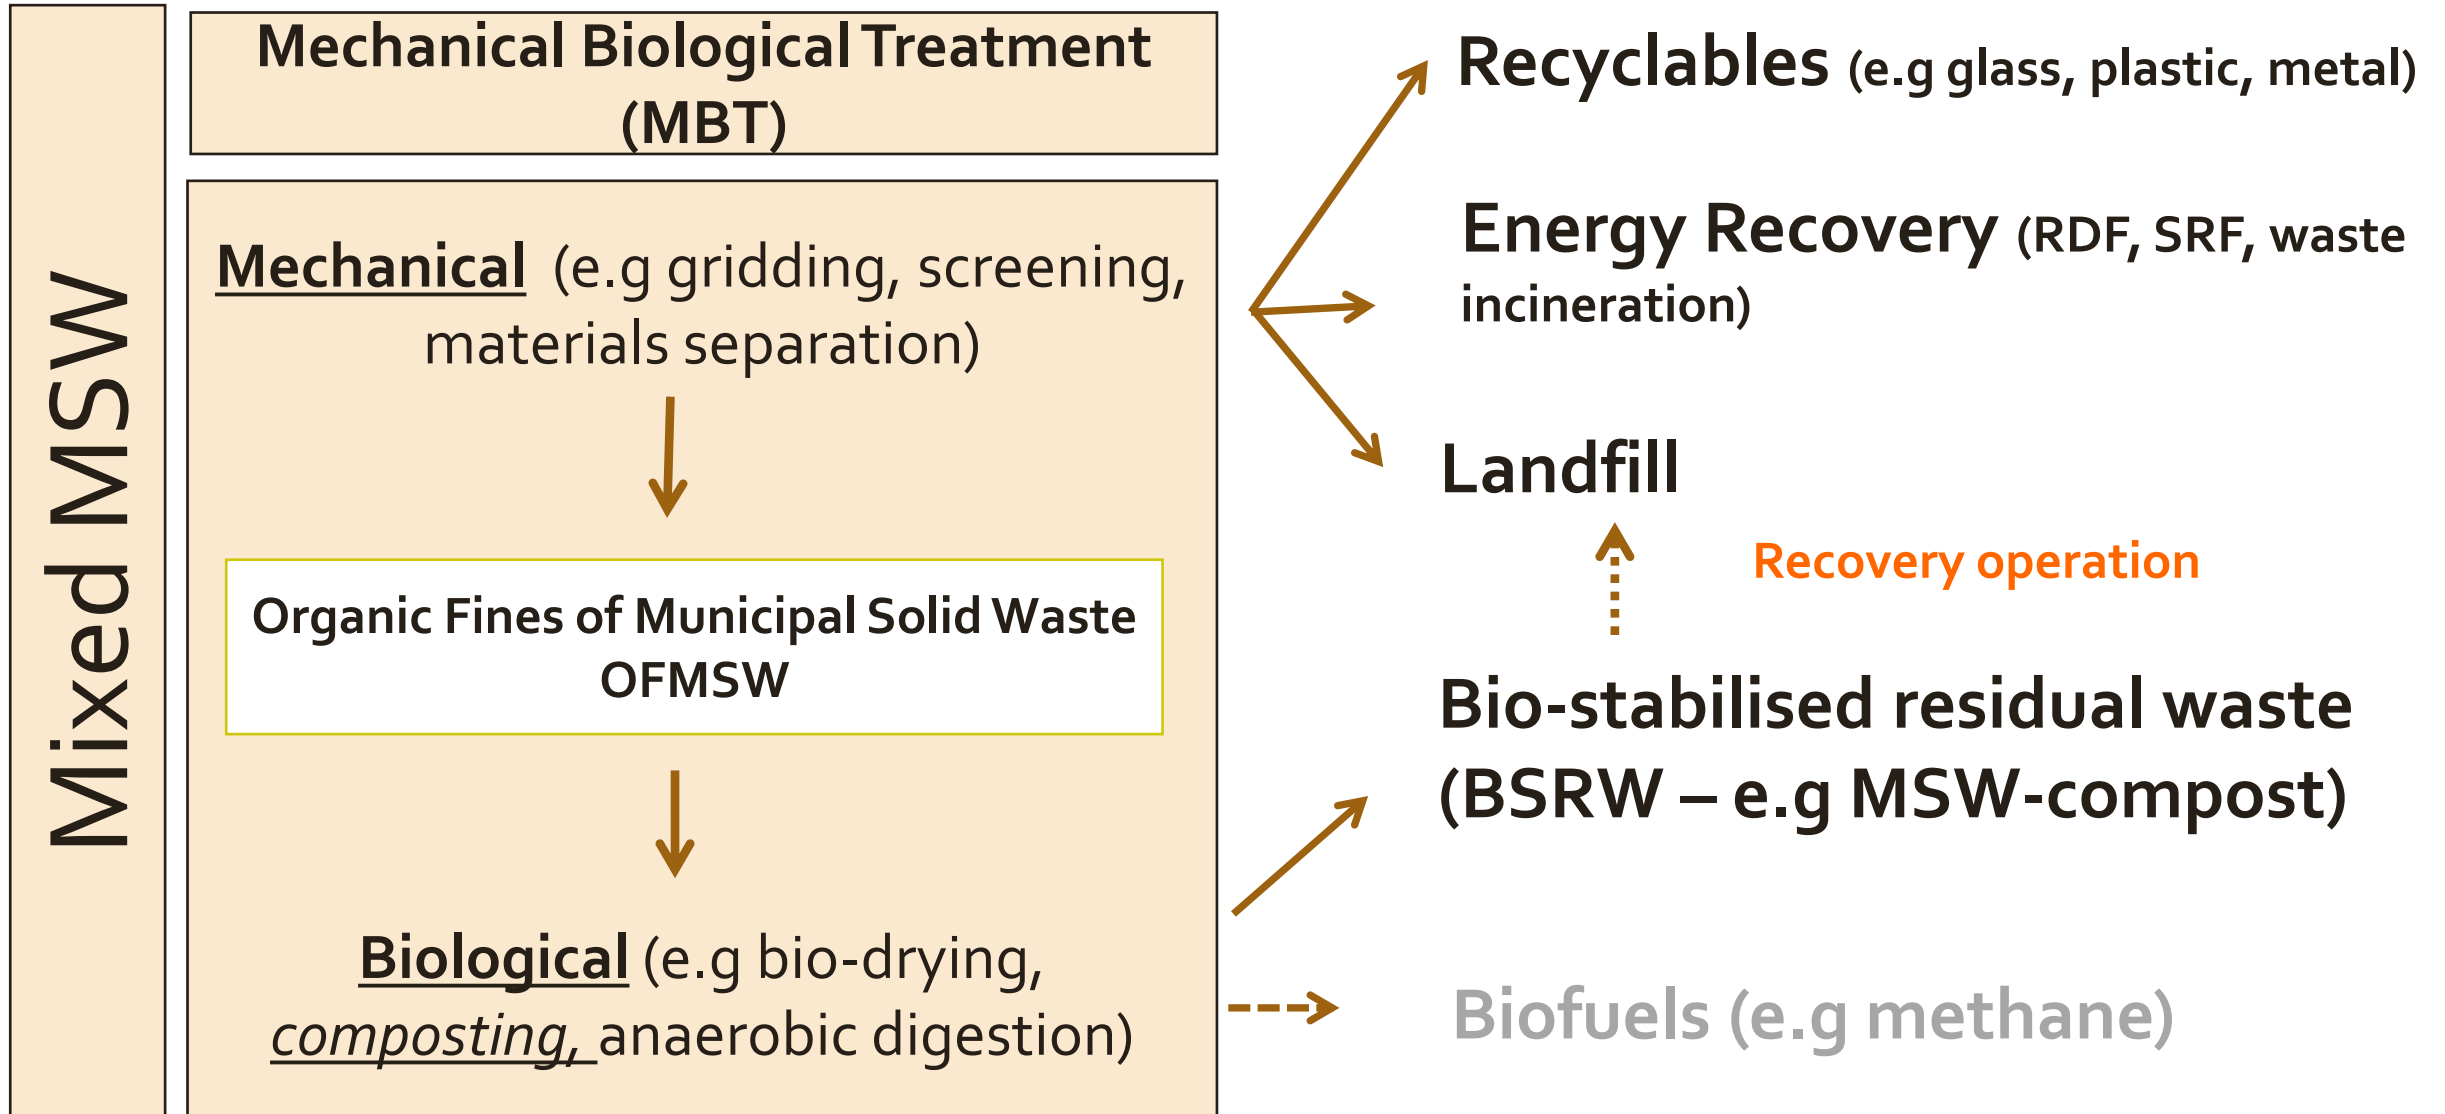 Mixed MSW
Mechanical Biological Treatment
(MBT)
Mechanical (e.g gridding, screening,
materials separation)
Organic Fines of Municipal Solid Waste
OFMSW
Biological (e.g bio-drying,
composting, anaerobic digestion)
Recyclables (e.g glass, plastic, metal)
Energy Recovery (RDF, SRF, waste
incineration)
Landfill
Recovery operation
Bio-stabilised residual waste
(BSRW – e.g MSW-compost)
Biofuels (e.g methane)